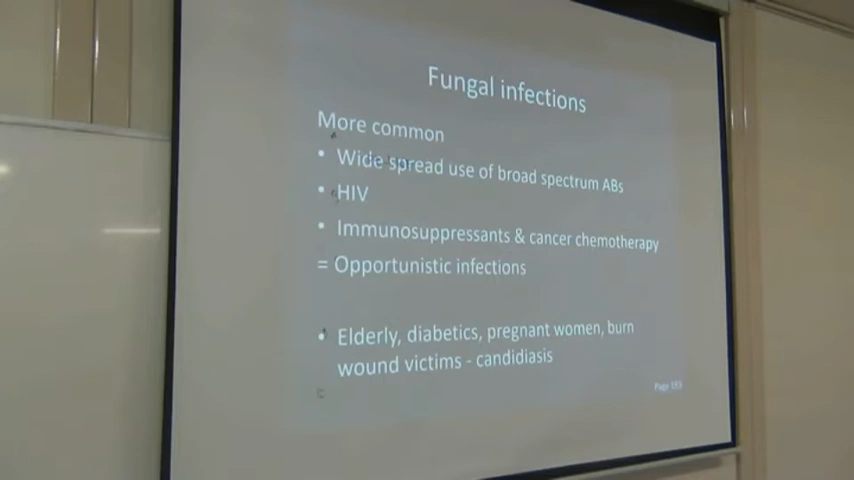 Fungal infections
More common
• Wide spread use of broad spectrum ABs
• HIV
• Immunosuppressants & cancer chemotherapy
= Opportunistic infections
• Elderly, diabetics, pregnant women, burn
wound victims - candidiasis
Page